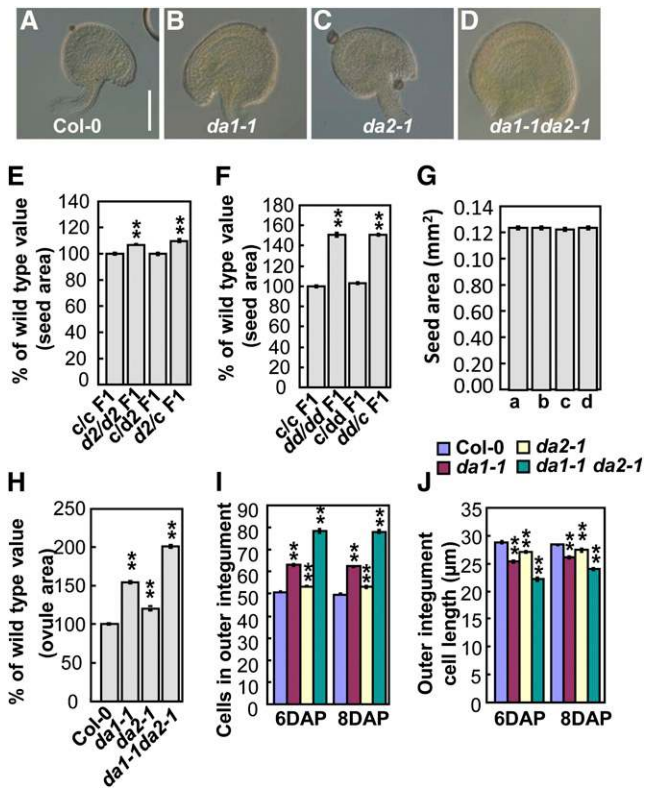 A B C D
Col-0 da1-1 da2-1 da1-1da2-1
E
% of wild type value
(seed area)
140
120
100
80
60
40
20
0
** **
c/c F1
d2/d2 F1
c/d2 F1
d2/c F1
F
% of wild type value
(seed area)
180
160
140
120
100
80
60
40
20
0
** **
c/c F1
dd/dd F1
c/dd F1
dd/c F1
G
Seed area (mm²)
0.14
0.12
0.80
0.60
0.40
0.20
0.00
a b c d
Col-0 da2-1
da1-1 da1-1 da2-1
H
% of wild type value
(ovule area)
250
200
150
100
50
0
** ** **
Col-0
da1-1
da2-1
da1-1da2-1
I
Cells in outer integument
90
80
70
60
50
40
30
20
10
0
** ** ** ** ** **
6DAP 8DAP
J
Outer integument
cell length (µm)
35
30
25
20
15
10
5
0
** ** ** ** ** **
6DAP 8DAP